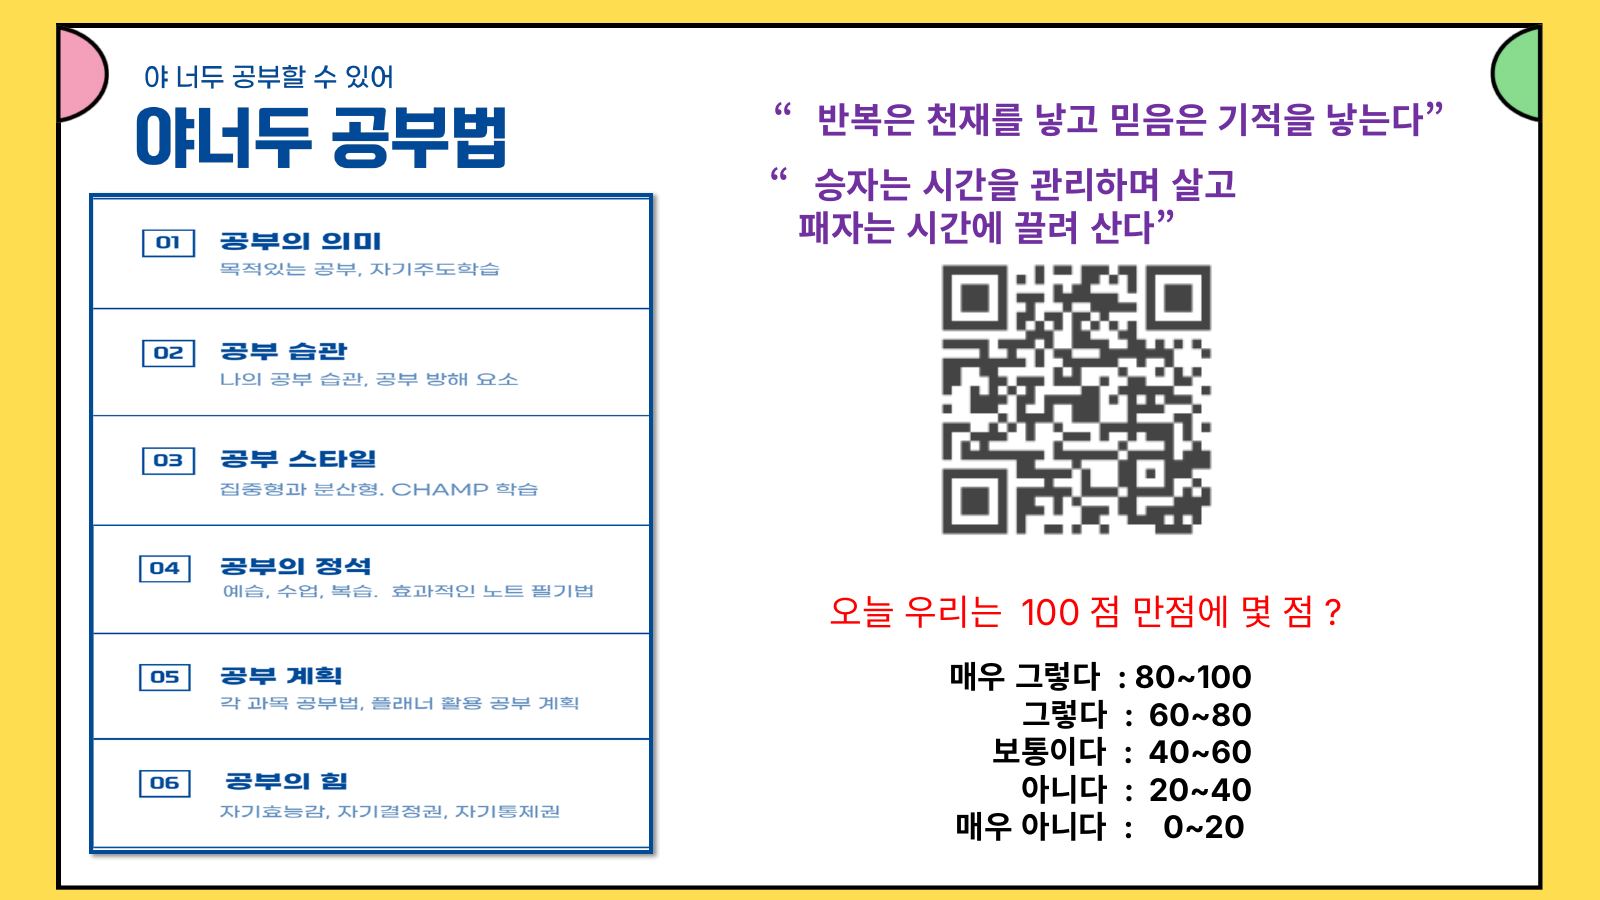 야 너두 공부할 수 있어
야너두 공부법
01 공부의 의미
목적있는 공부, 자기주도학습
02 공부 습관
나의 공부 습관, 공부 방해 요소
03 공부 스타일
집중형과 분산형. CHAMP 학습
04 공부의 정석
예습, 수업, 복습. 효과적인 노트 필기법
05 공부 계획
각 과목 공부법, 플래너 활용 공부 계획
06 공부의 힘
자기효능감, 자기결정권, 자기통제권
“ 반복은 천재를 낳고 믿음은 기적을 낳는다”
“ 승자는 시간을 관리하며 살고
패자는 시간에 끌려 산다”
오늘 우리는 100 점 만점에 몇 점 ?
매우 그렇다 : 80~100
그렇다 : 60~80
보통이다 : 40~60
아니다 : 20~40
매우 아니다 : 0~20